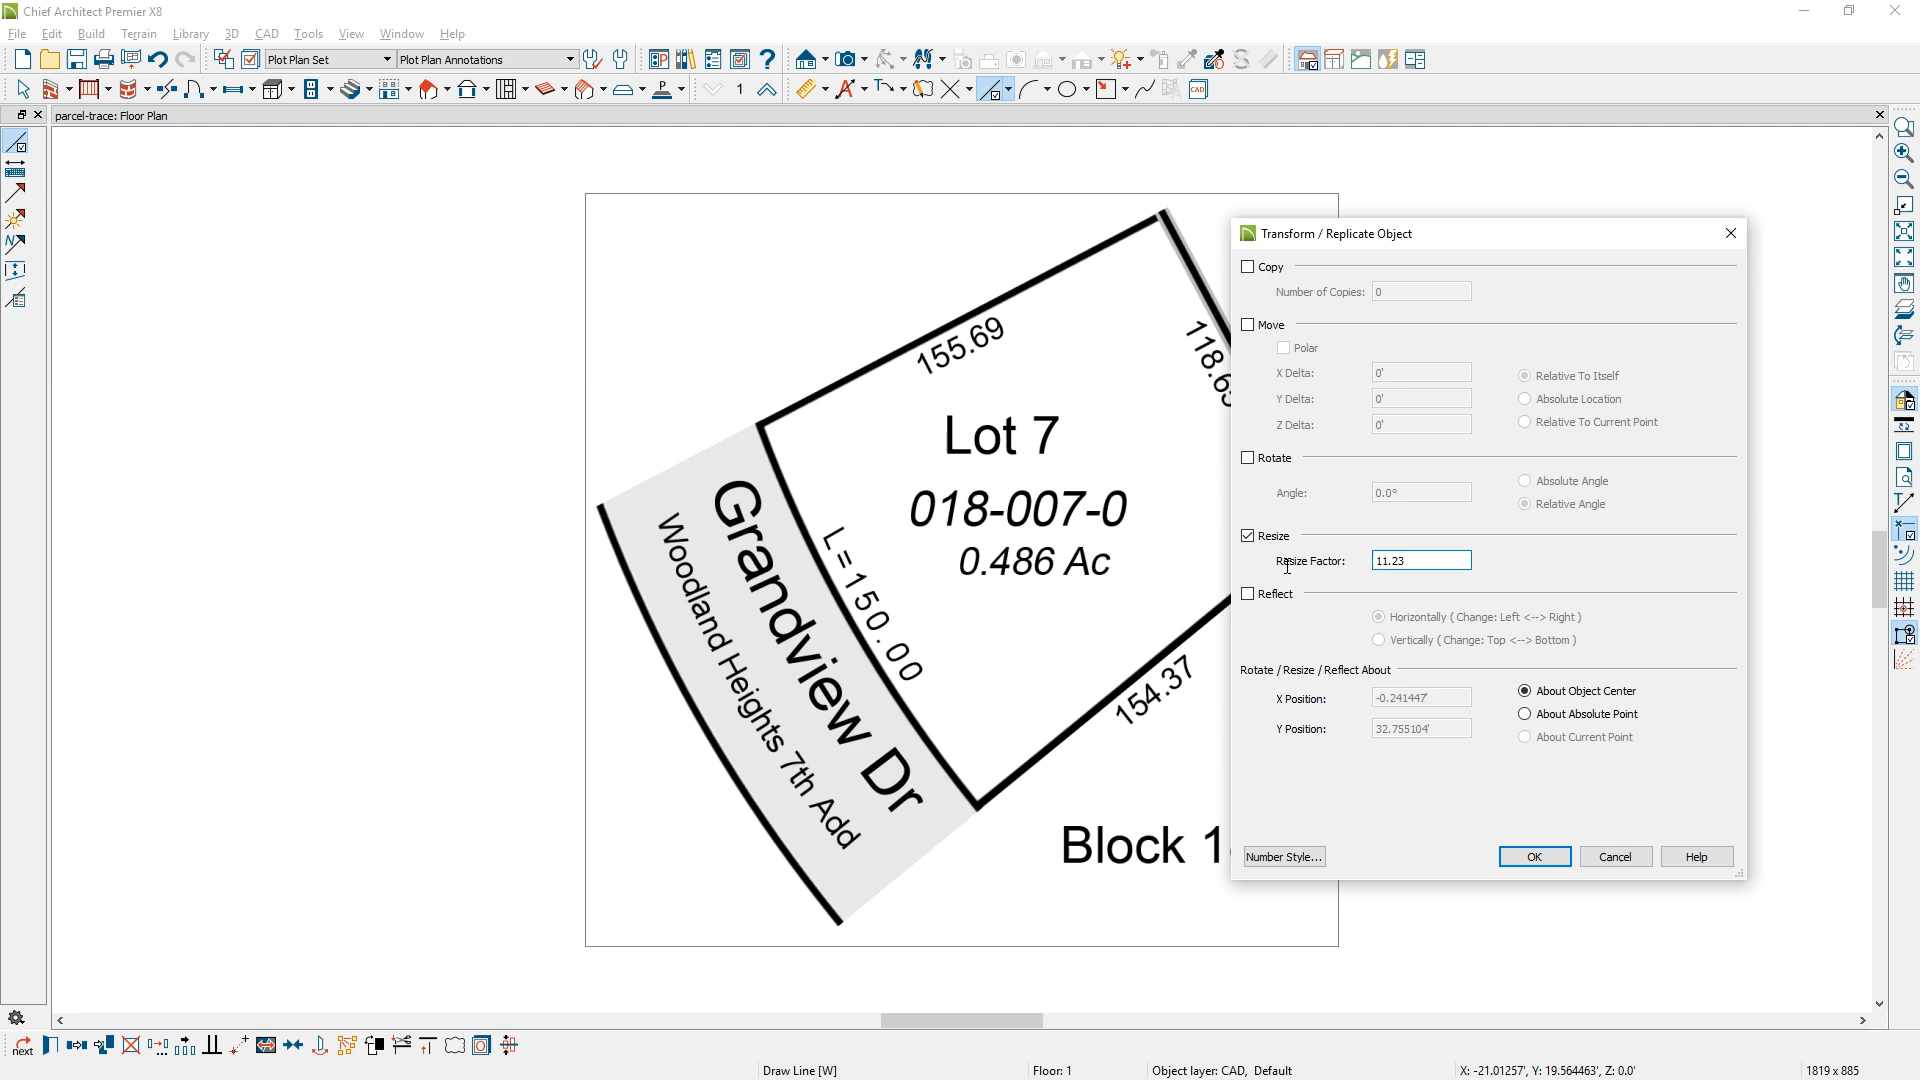 Chief Architect Premier X8
File Edit Build Terrain Library 3D CAD Tools View Window Help
Plot Plan Set Plot Plan Annotations
1 CAD
parcel-trace: Floor Plan
N
155.69
118.6
Lot 7
018-007-0
0.486 Ac
L=150.00
Grandview Dr
Woodland Heights 7th Add
154.37
Block 1
Transform / Replicate Object
Copy
Number of Copies: 0
Move
Polar
X Delta: 0'
Relative To Itself
Y Delta: 0'
Absolute Location
Z Delta: 0'
Relative To Current Point
Rotate
Absolute Angle
Angle: 0.0°
Relative Angle
Resize
Resize Factor: 11.23
Reflect
Horizontally ( Change: Left <--> Right )
Vertically ( Change: Top <--> Bottom )
Rotate / Resize / Reflect About
X Position: -0.241447'
About Object Center
About Absolute Point
Y Position: 32.755104'
About Current Point
Number Style... OK Cancel Help
next
Draw Line [W] Floor: 1 Object layer: CAD, Default X: -21.01257', Y: 19.564463', Z: 0.0' 1819 x 885